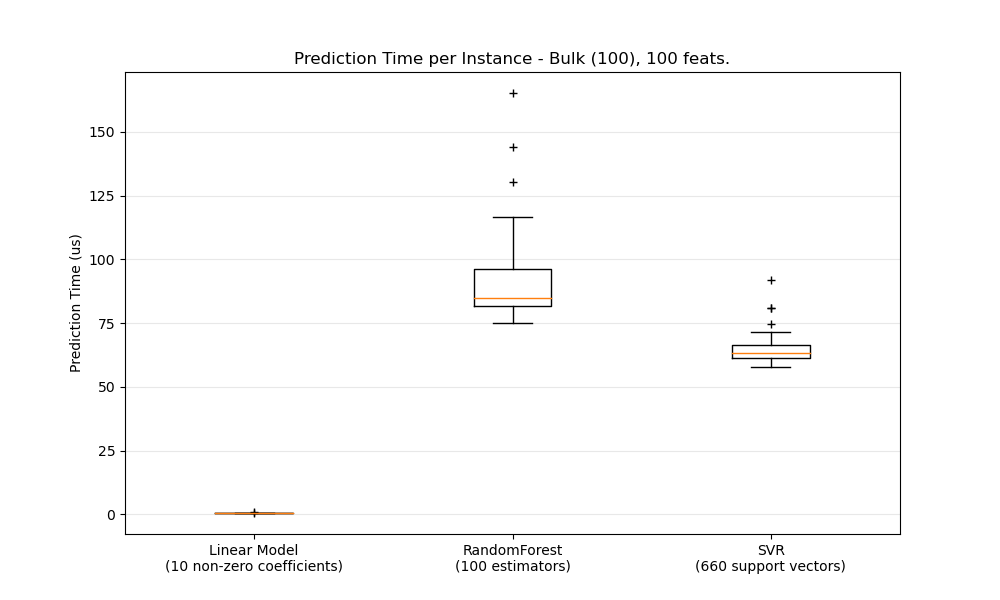 Prediction Time per Instance - Bulk (100), 100 feats.
Prediction Time (us)
150
125
100
75
50
25
0
Linear Model
(10 non-zero coefficients)
RandomForest
(100 estimators)
SVR
(660 support vectors)